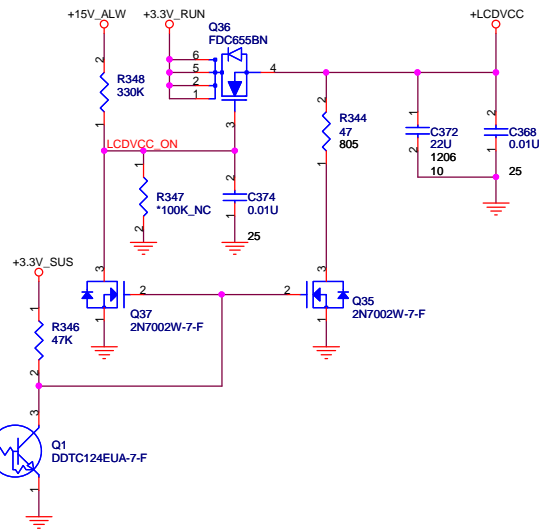 +15V_ALW
+3.3V_RUN
+LCDVCC
Q36
FDC655BN
6
5
2
1
4
3
2
R348
330K
1
LCDVCC_ON
2
R344
47
805
1
1
C372
22U
1206
10
2
2
C368
0.01U
1
25
1
R347
*100K_NC
2
2
C374
0.01U
1
25
+3.3V_SUS
3
2
Q37
2N7002W-7-F
1
3
2
Q35
2N7002W-7-F
1
1
R346
47K
2
3
Q1
DDTC124EUA-7-F
1